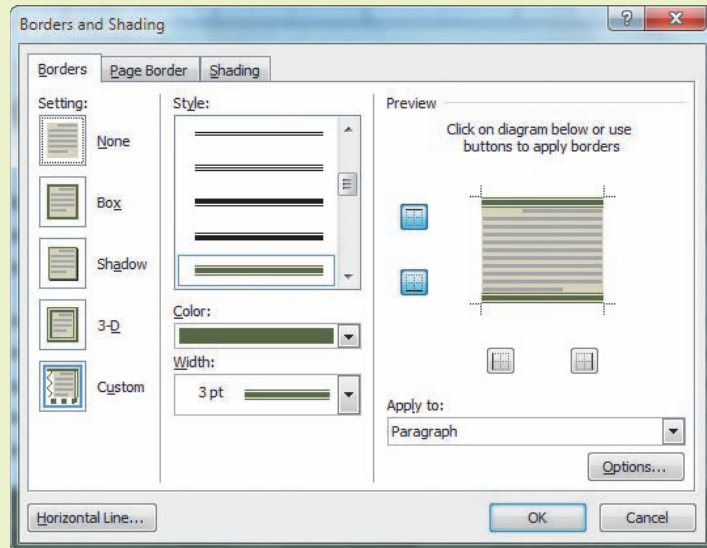 Borders and Shading
Borders
Page Border
Shading
Setting:
None
Box
Shadow
3-D
Custom
Style:
Color:
Width:
3 pt
Preview
Click on diagram below or use
buttons to apply borders
Apply to:
Paragraph
Options...
Horizontal Line...
OK
Cancel